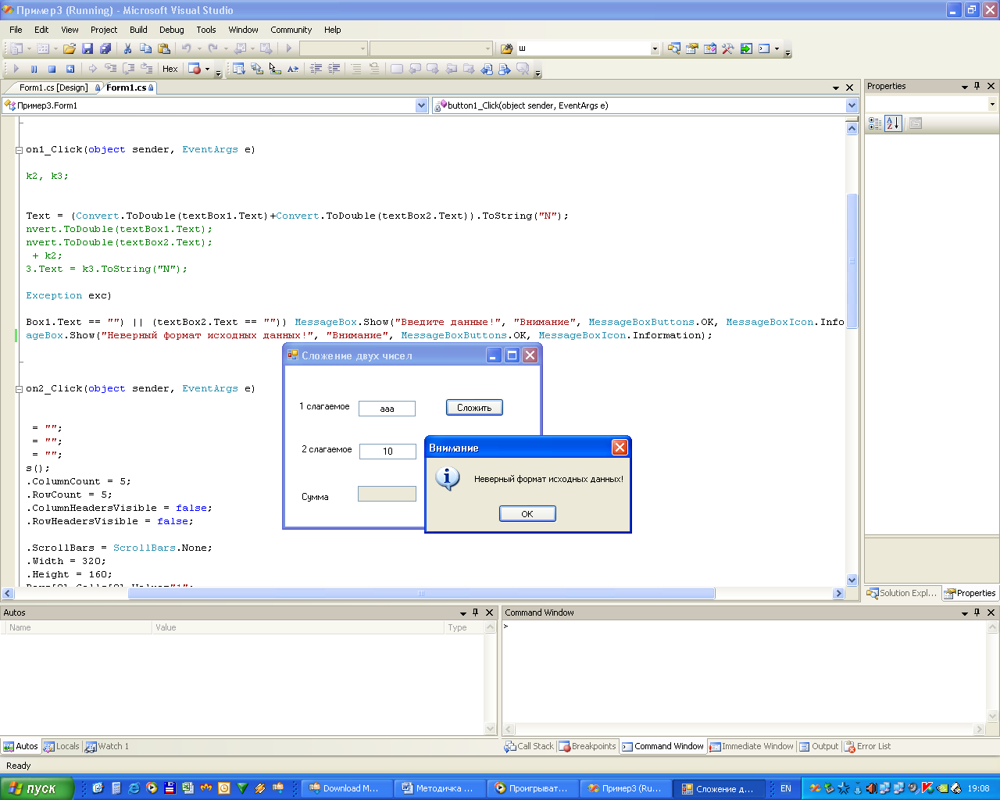 Пример3 (Running) - Microsoft Visual Studio
File Edit View Project Build Debug Tools Window Community Help
ш
Hex
Form1.cs [Design] Form1.cs
Properties
Пример3.Form1
button1_Click(object sender, EventArgs e)
on1_Click(object sender, EventArgs e)
k2, k3;
Text = (Convert.ToDouble(textBox1.Text)+Convert.ToDouble(textBox2.Text)).ToString("N");
nvert.ToDouble(textBox1.Text);
nvert.ToDouble(textBox2.Text);
+ k2;
3.Text = k3.ToString("N");
Exception exc)
Box1.Text == "") || (textBox2.Text == "")) MessageBox.Show("Введите данные!", "Внимание", MessageBoxButtons.OK, MessageBoxIcon.Info
ageBox.Show("Неверный формат исходных данных!", "Внимание", MessageBoxButtons.OK, MessageBoxIcon.Information);
on2_Click(object sender, EventArgs e)
= "";
= "";
= "";
s();
.ColumnCount = 5;
.RowCount = 5;
.ColumnHeadersVisible = false;
.RowHeadersVisible = false;
.ScrollBars = ScrollBars.None;
.Width = 320;
.Height = 160;
Сложение двух чисел
1 слагаемое ааа Сложить
2 слагаемое 10
Сумма
Внимание
Неверный формат исходных данных!
OK
Solution Expl... Properties
Autos
Name Value Type
Command Window
>
Autos Locals Watch 1
Call Stack Breakpoints Command Window Immediate Window Output Error List
Ready
пуск
Download M...
Методичка ...
Проигрыват...
Пример3 (Ru...
Сложение д...
EN
19:08